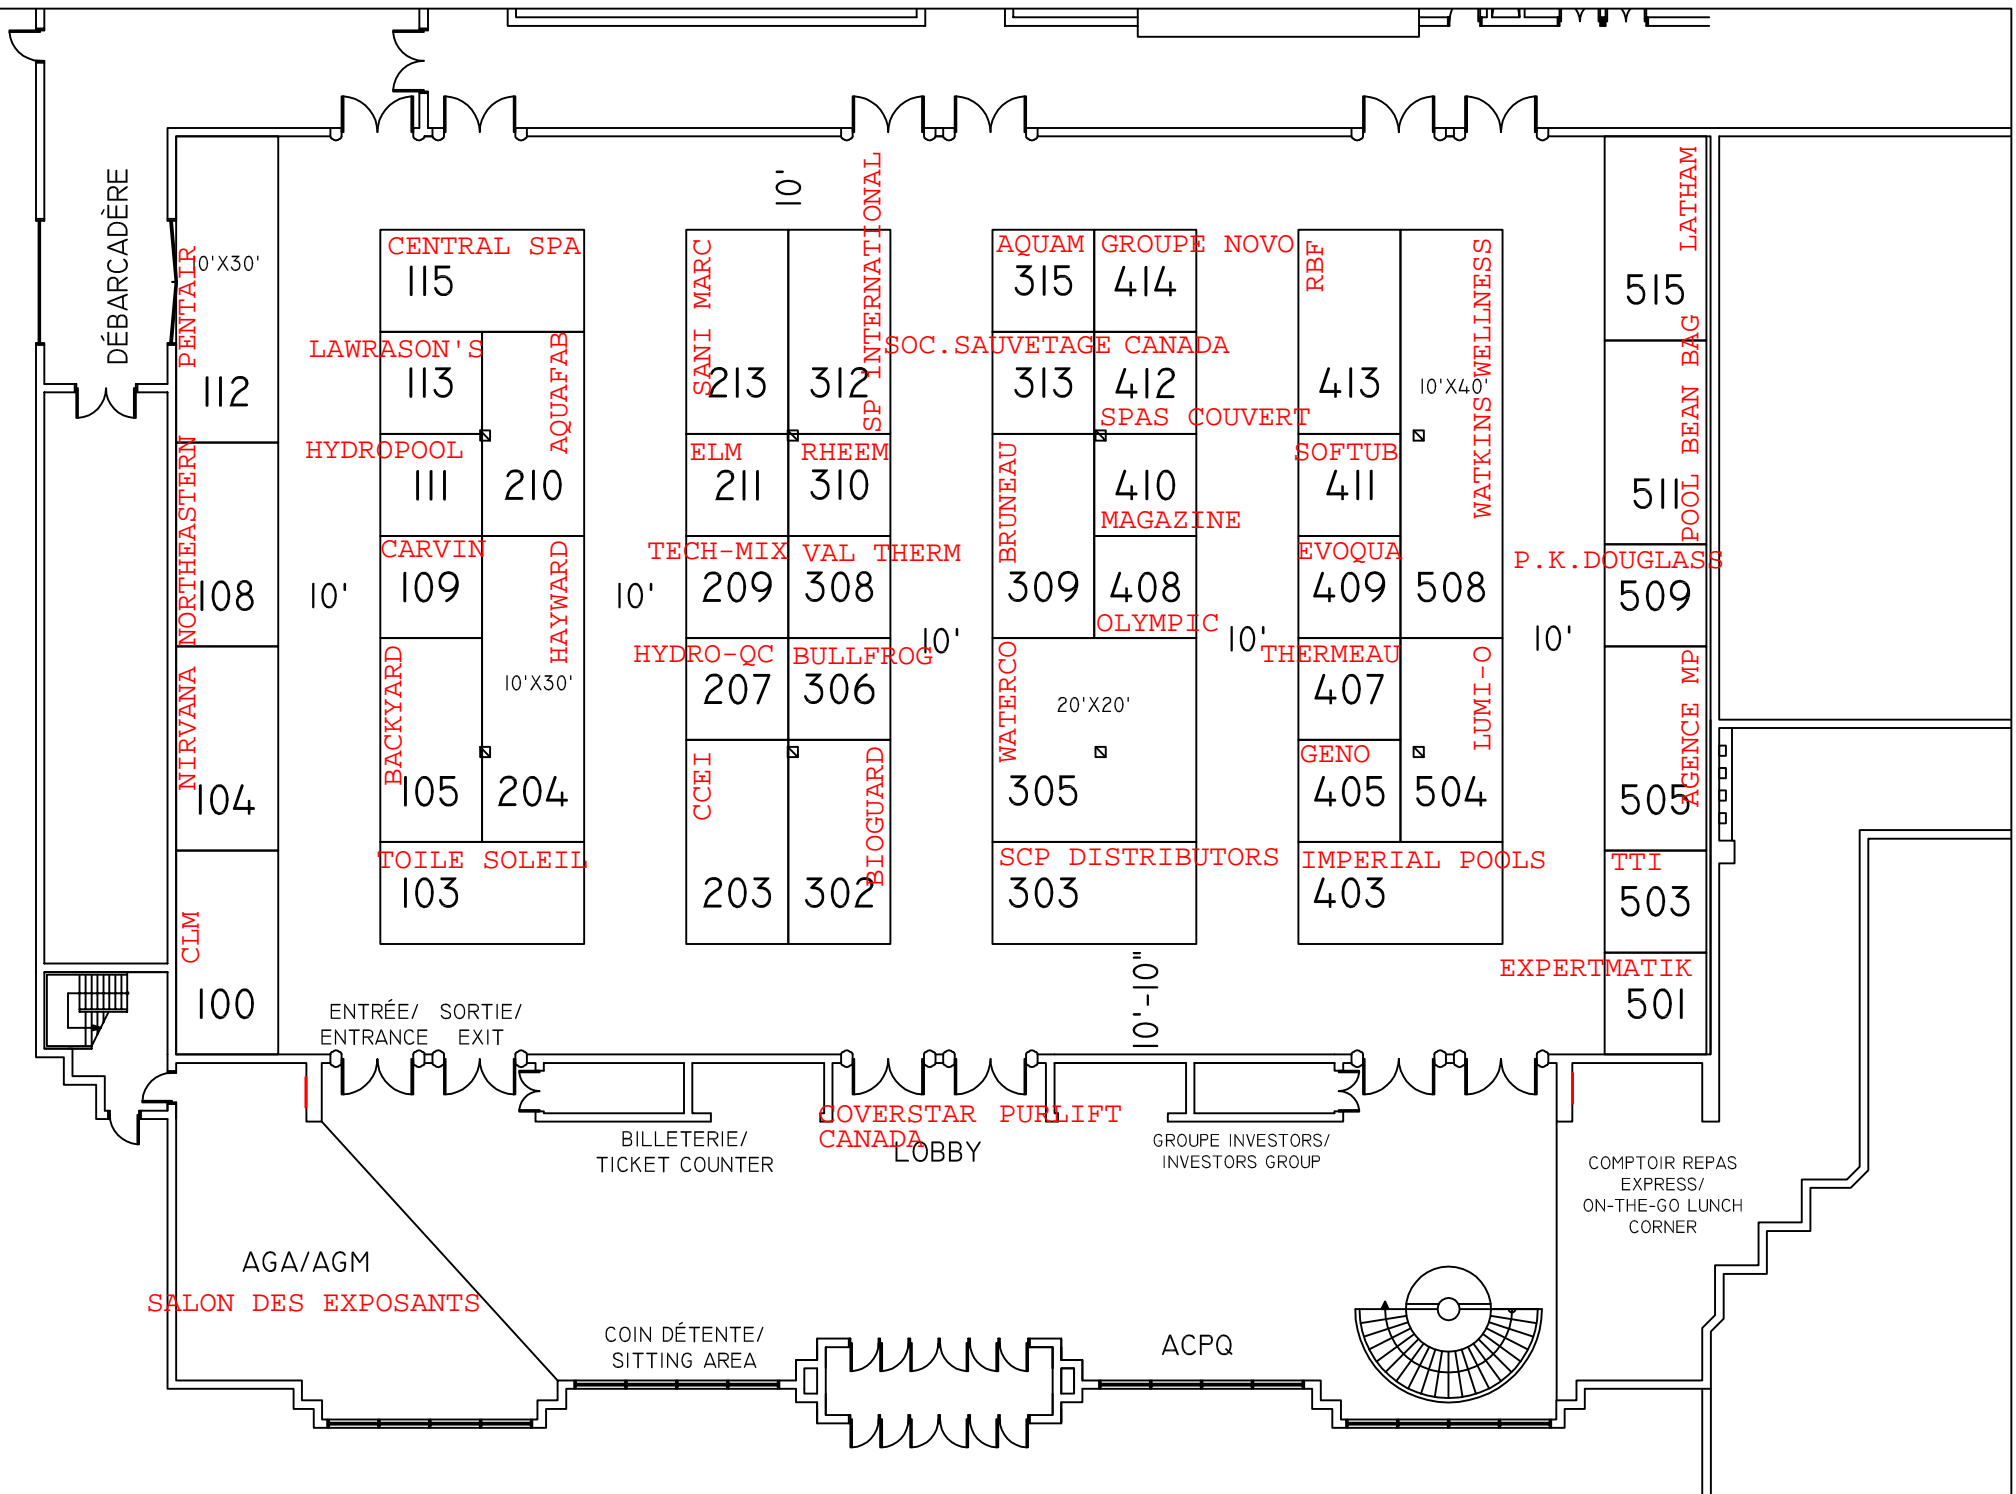 DÉBARCADÈRE
PENTAIR
0'X30'
112
NORTHEASTERN
108
NIRVANA
104
CLM
100
10'
CENTRAL SPA
115
LAWRASON'S
113
AQUAFAB
HYDROPOOL
111
210
CARVIN
109
HAYWARD
10'X30'
BACKYARD
105
204
TOILE SOLEIL
103
10'
10'
SANI MARC
213
SP INTERNATIONAL
312
ELM
211
RHEEM
310
TECH-MIX
209
VAL THERM
308
HYDRO-QC
207
BULLFROG
306
CCEI
203
BIOGUARD
302
10'
AQUAM
315
GROUPE NOVO
414
SOC.SAUVETAGE CANADA
313
412
SPAS COUVERT
BRUNEAU
309
410
MAGAZINE
408
OLYMPIC
WATERCO
20'X20'
305
SCP DISTRIBUTORS
303
10'
10'-10"
RBF
413
WATKINS WELLNESS
10'X40'
SOFTUB
411
EVOQUA
409
508
THERMEAU
407
LUMI-O
GENO
405
504
IMPERIAL POOLS
403
10'
LATHAM
515
POOL BEAN BAG
511
P.K.DOUGLASS
509
AGENCE MP
505
TTI
503
EXPERTMATIK
501
ENTRÉE/
ENTRANCE
SORTIE/
EXIT
BILLETERIE/
TICKET COUNTER
COVERSTAR PURLIFT
CANADA
LOBBY
GROUPE INVESTORS/
INVESTORS GROUP
COMPTOIR REPAS
EXPRESS/
ON-THE-GO LUNCH
CORNER
AGA/AGM
SALON DES EXPOSANTS
COIN DÉTENTE/
SITTING AREA
ACPQ